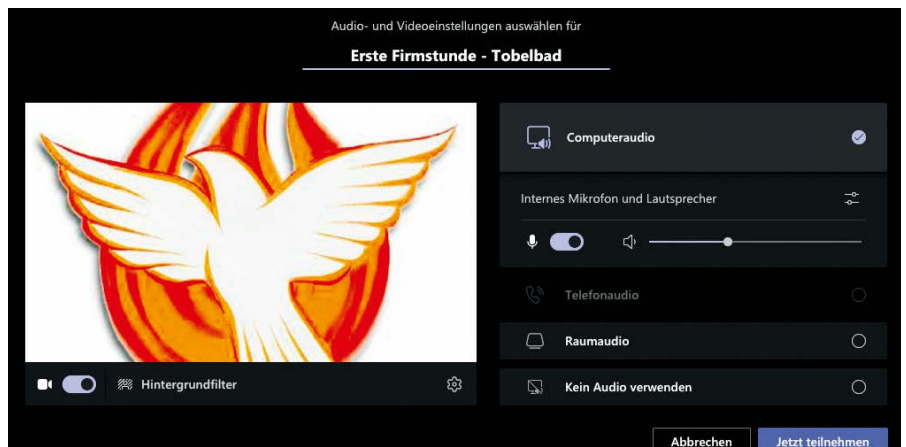 Audio- und Videoeinstellungen auswählen für
Erste Firmstunde - Tobelbad
Computeraudio
Internes Mikrofon und Lautsprecher
Telefonaudio
Raumaudio
Hintergrundfilter
Kein Audio verwenden
Abbrechen
Jetzt teilnehmen